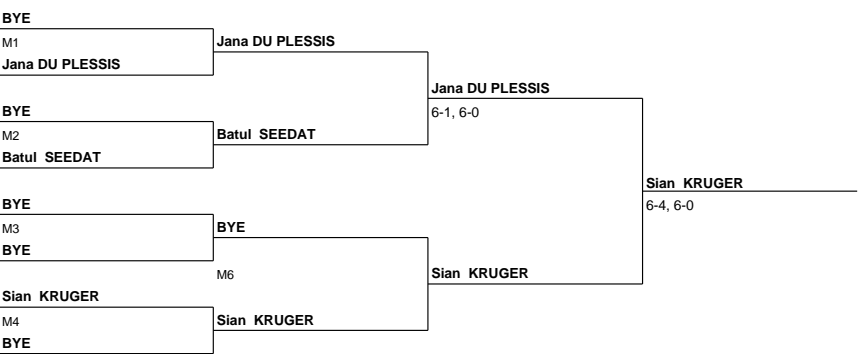 BYE
M1
Jana DU PLESSIS
Jana DU PLESSIS
BYE
M2
Batul SEEDAT
Batul SEEDAT
Jana DU PLESSIS
6-1, 6-0
BYE
M3
BYE
BYE
M6
Sian KRUGER
M4
BYE
Sian KRUGER
Sian KRUGER
Sian KRUGER
6-4, 6-0